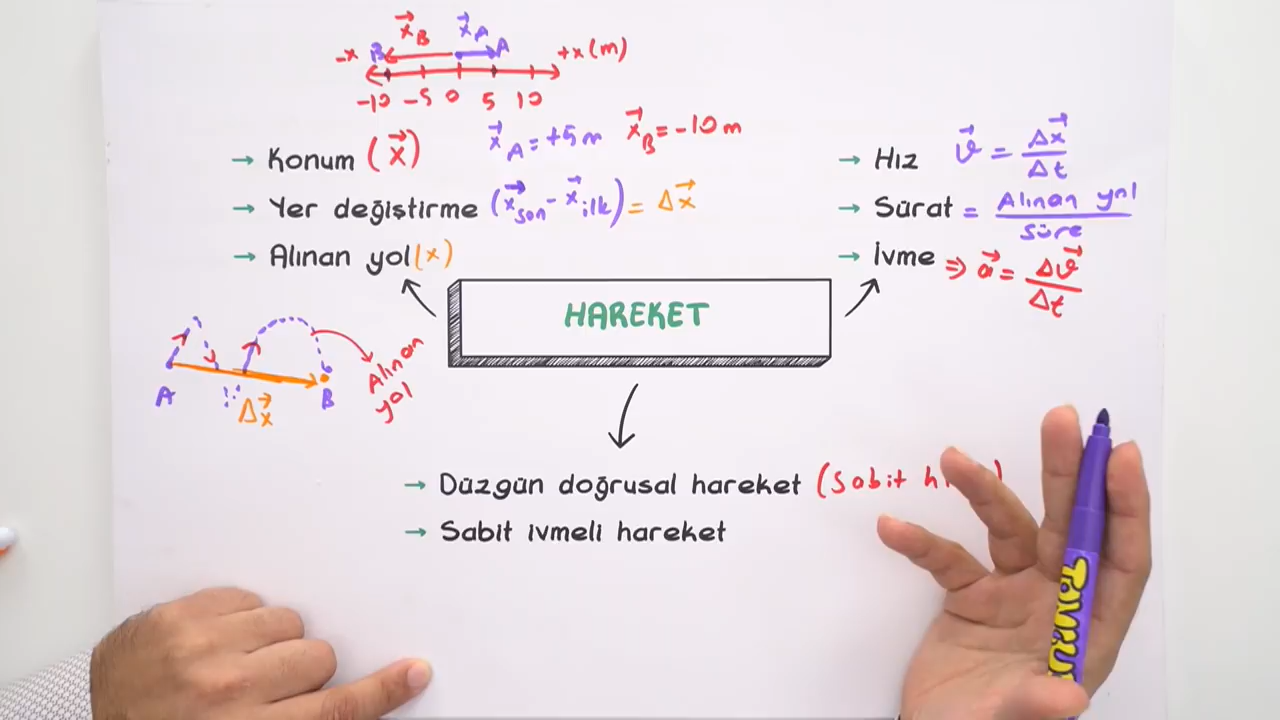 x⃗B x⃗A
-x B A +x (m)
-10 -5 0 5 10
x⃗A = +5 m x⃗B = -10 m
→ Konum (x⃗)
→ Yer değiştirme (x⃗son - x⃗ilk) = Δx⃗
→ Alınan yol (x)
→ Hız v⃗ = Δx⃗ / Δt
→ Sürat = Alınan yol / süre
→ İvme ⇒ a⃗ = Δv⃗ / Δt
HAREKET
A Δx⃗ B
Alınan
yol
→ Düzgün doğrusal hareket (Sabit h )
→ Sabit ivmeli hareket